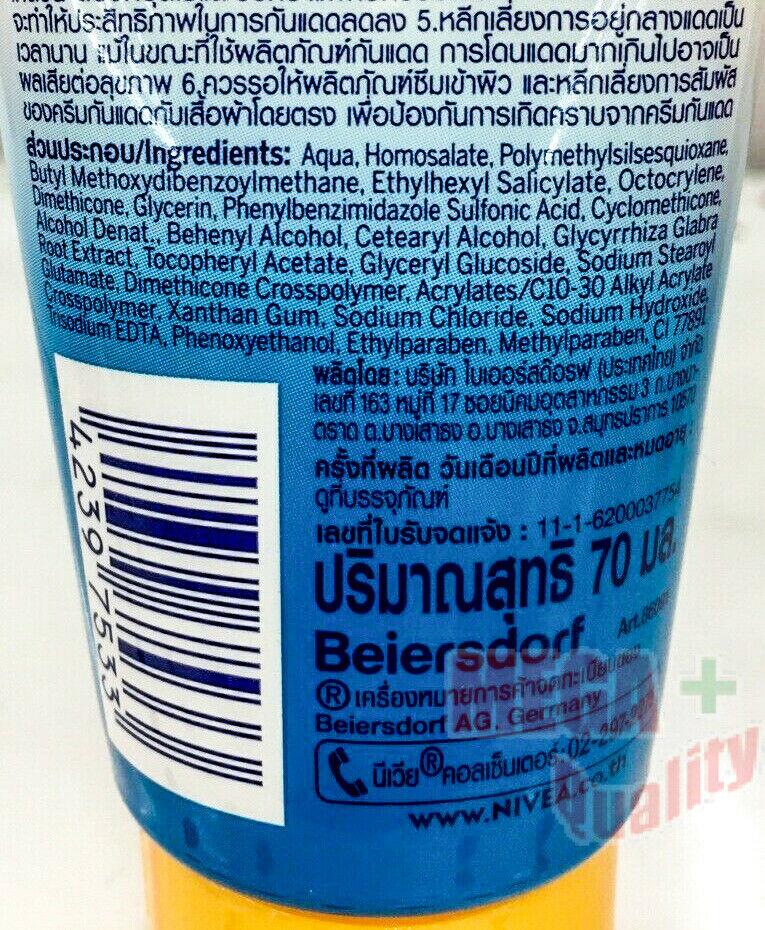 จะทำให้ประสิทธิภาพในการกันแดดลดลง 5.หลีกเลี่ยงการอยู่กลางแดดเป็น
เวลานาน แม้ในขณะที่ใช้ผลิตภัณฑ์กันแดด การโดนแดดมากเกินไปอาจเป็น
ผลเสียต่อสุขภาพ 6.ควรรอให้ผลิตภัณฑ์ซึมเข้าผิว และหลีกเลี่ยงการสัมผัส
ของครีมกันแดดกับเสื้อผ้าโดยตรง เพื่อป้องกันการเกิดคราบจากครีมกันแดด
ส่วนประกอบ/Ingredients: Aqua, Homosalate, Polymethylsilsesquioxane,
Butyl Methoxydibenzoylmethane, Ethylhexyl Salicylate, Octocrylene,
Dimethicone, Glycerin, Phenylbenzimidazole Sulfonic Acid, Cyclomethicone,
Alcohol Denat., Behenyl Alcohol, Cetearyl Alcohol, Glycyrrhiza Glabra
Root Extract, Tocopheryl Acetate, Glyceryl Glucoside, Sodium Stearoyl
Glutamate, Dimethicone Crosspolymer, Acrylates/C10-30 Alkyl Acrylate
Crosspolymer, Xanthan Gum, Sodium Chloride, Sodium Hydroxide,
Trisodium EDTA, Phenoxyethanol, Ethylparaben, Methylparaben, CI 77891
ผลิตโดย: บริษัท ไบเออร์สด๊อรฟ (ประเทศไทย) จำกัด
เลขที่ 163 หมู่ที่ 17 ซอยนิคมอุตสาหกรรม 3 ถ.บางนา-
ตราด ต.บางเสาธง อ.บางเสาธง จ.สมุทรปราการ 10570
ครั้งที่ผลิต วันเดือนปีที่ผลิตและหมดอายุ :
ดูที่บรรจุภัณฑ์
เลขที่ใบรับจดแจ้ง : 11-1-6200037754
ปริมาณสุทธิ 70 มล.
Beiersdorf Art.
® เครื่องหมายการค้าจดทะเบียนของ
Beiersdorf AG. Germany
นีเวีย® คอลเซ็นเตอร์ 02-297-
www.NIVEA.co.th
42397533
MEGA+
Quality